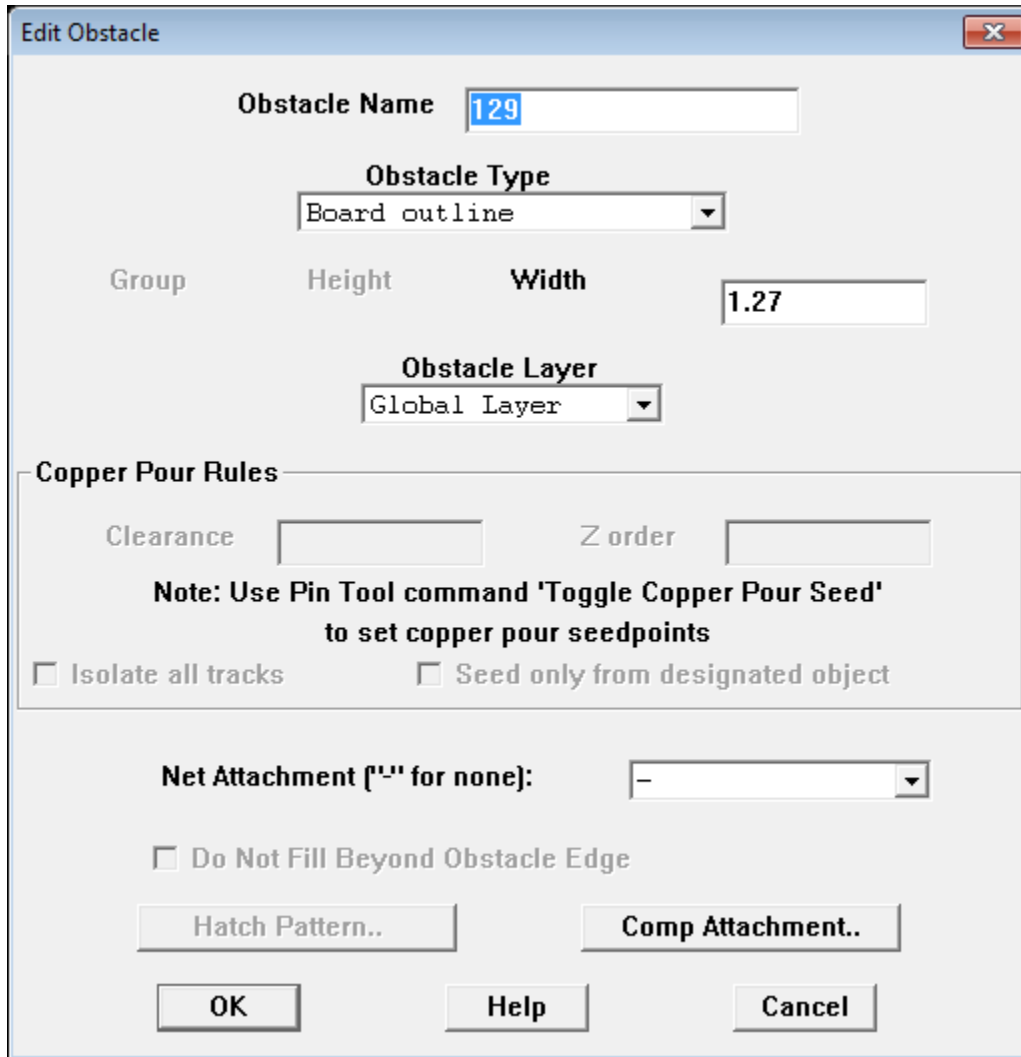 Edit Obstacle
Obstacle Name 129
Obstacle Type
Board outline
Group Height Width 1.27
Obstacle Layer
Global Layer
Copper Pour Rules
Clearance Z order
Note: Use Pin Tool command 'Toggle Copper Pour Seed'
to set copper pour seedpoints
Isolate all tracks Seed only from designated object
Net Attachment ("-" for none): -
Do Not Fill Beyond Obstacle Edge
Hatch Pattern.. Comp Attachment..
OK Help Cancel